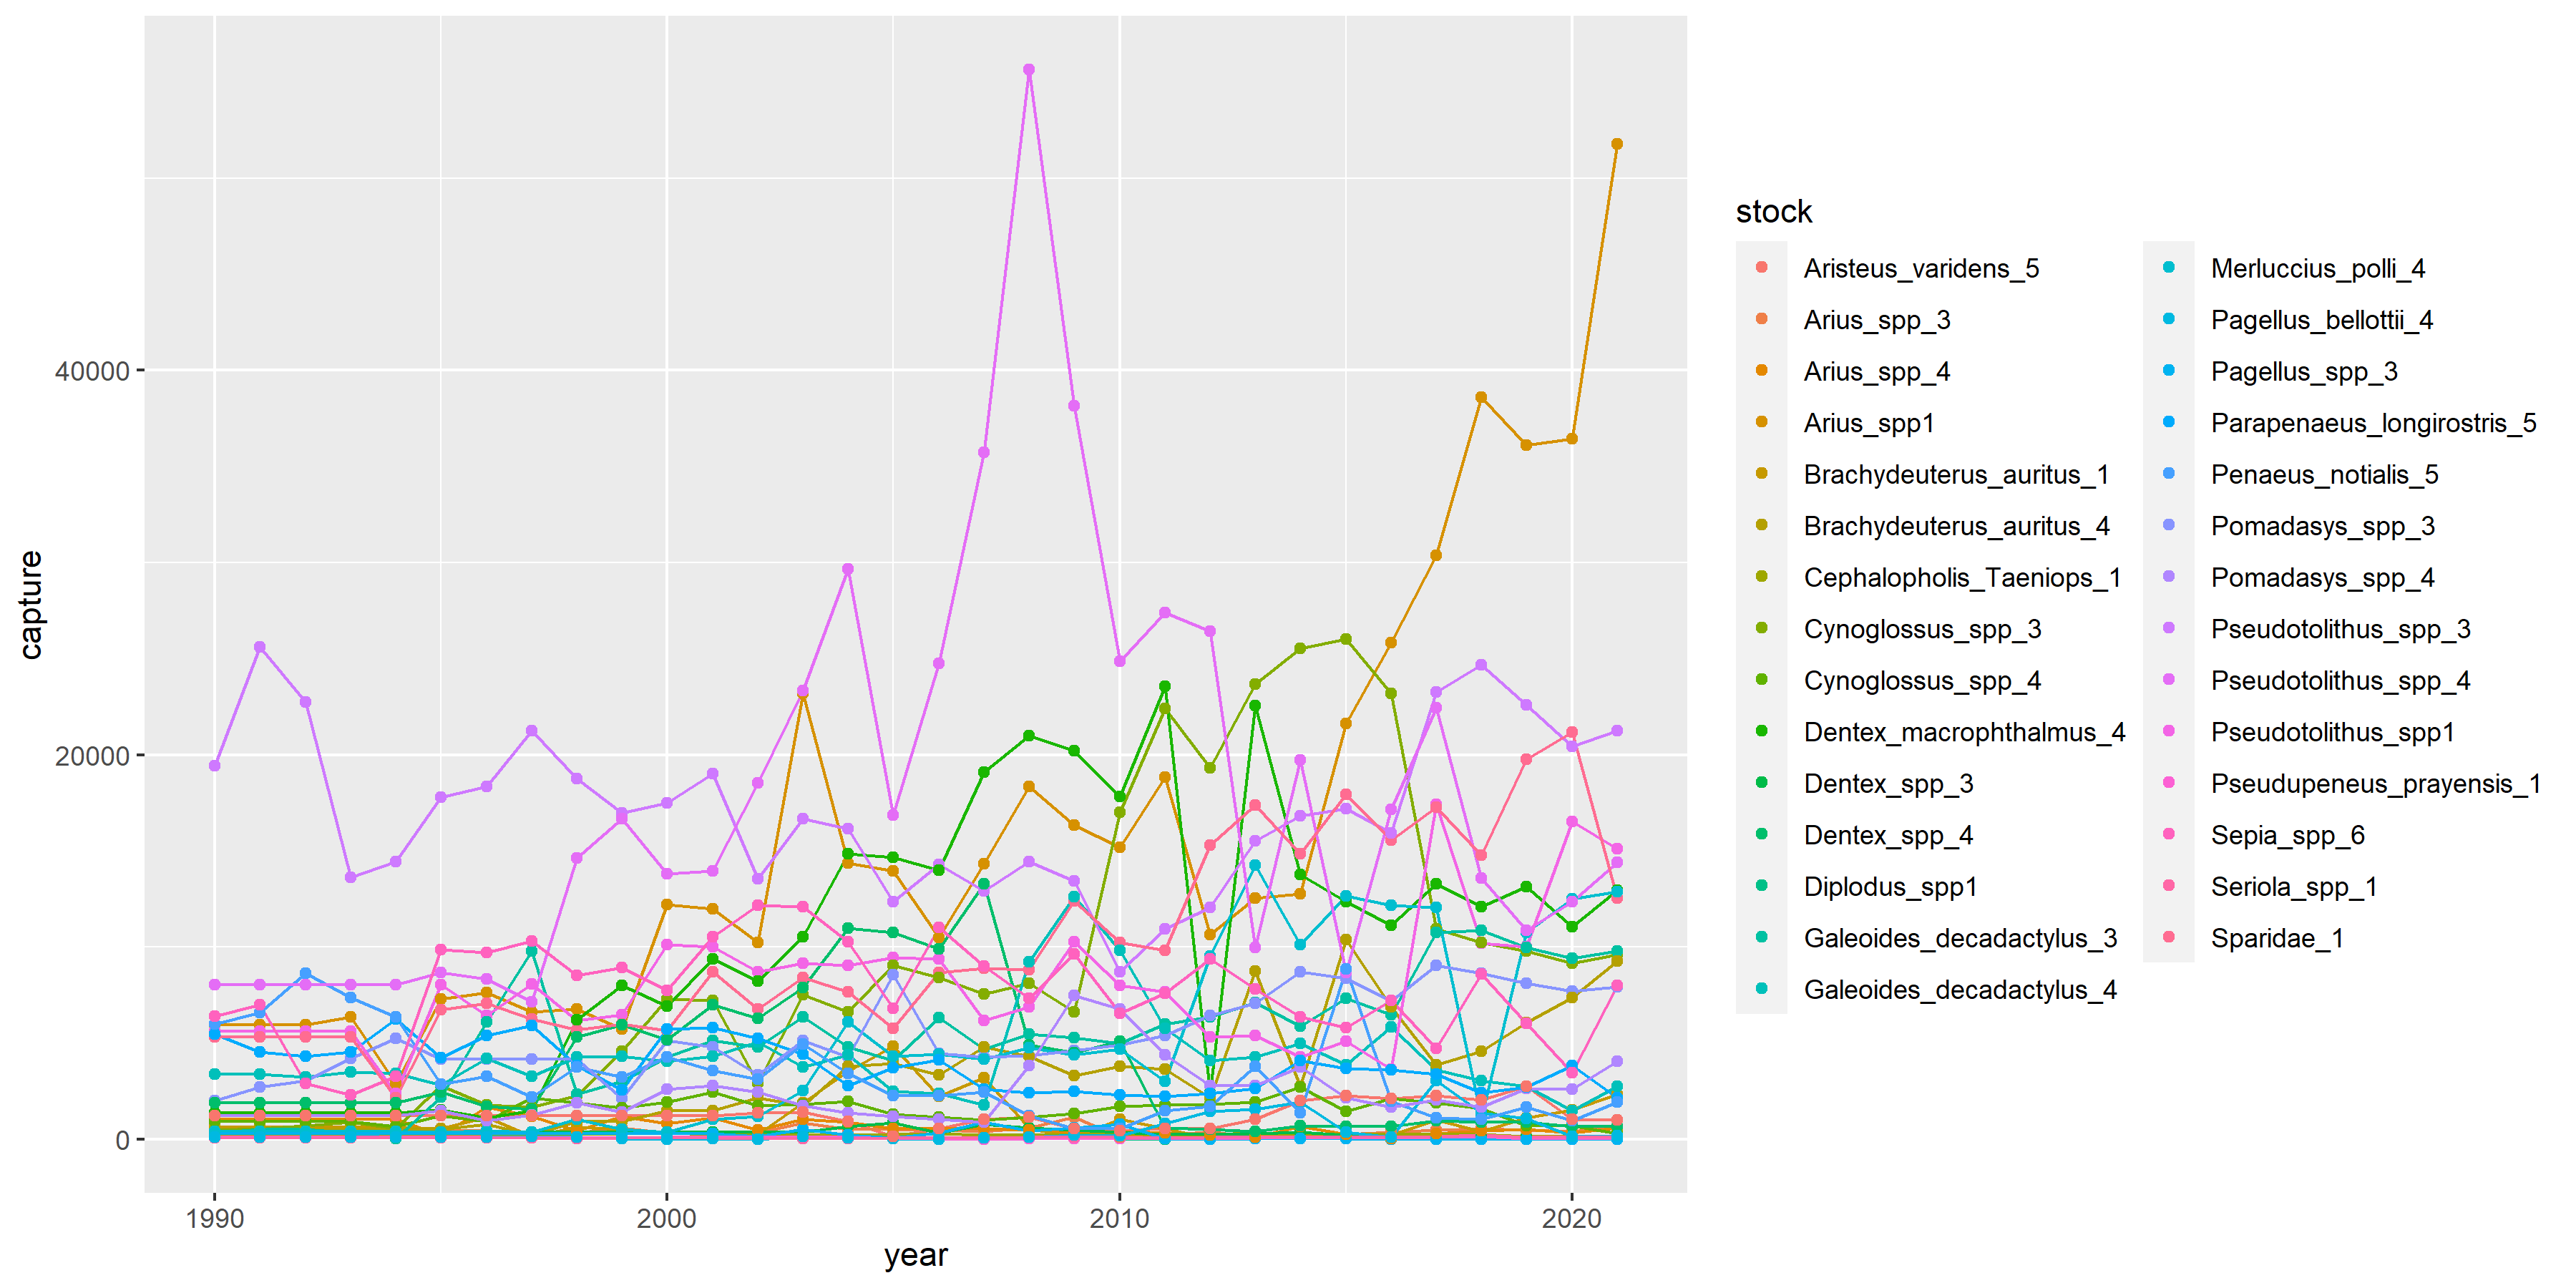 capture
40000
20000
0
1990
2000
2010
2020
year
stock
Aristeus_varidens_5
Arius_spp_3
Arius_spp_4
Arius_spp1
Brachydeuterus_auritus_1
Brachydeuterus_auritus_4
Cephalopholis_Taeniops_1
Cynoglossus_spp_3
Cynoglossus_spp_4
Dentex_macrophthalmus_4
Dentex_spp_3
Dentex_spp_4
Diplodus_spp1
Galeoides_decadactylus_3
Galeoides_decadactylus_4
Merluccius_polli_4
Pagellus_bellottii_4
Pagellus_spp_3
Parapenaeus_longirostris_5
Penaeus_notialis_5
Pomadasys_spp_3
Pomadasys_spp_4
Pseudotolithus_spp_3
Pseudotolithus_spp_4
Pseudotolithus_spp1
Pseudupeneus_prayensis_1
Sepia_spp_6
Seriola_spp_1
Sparidae_1